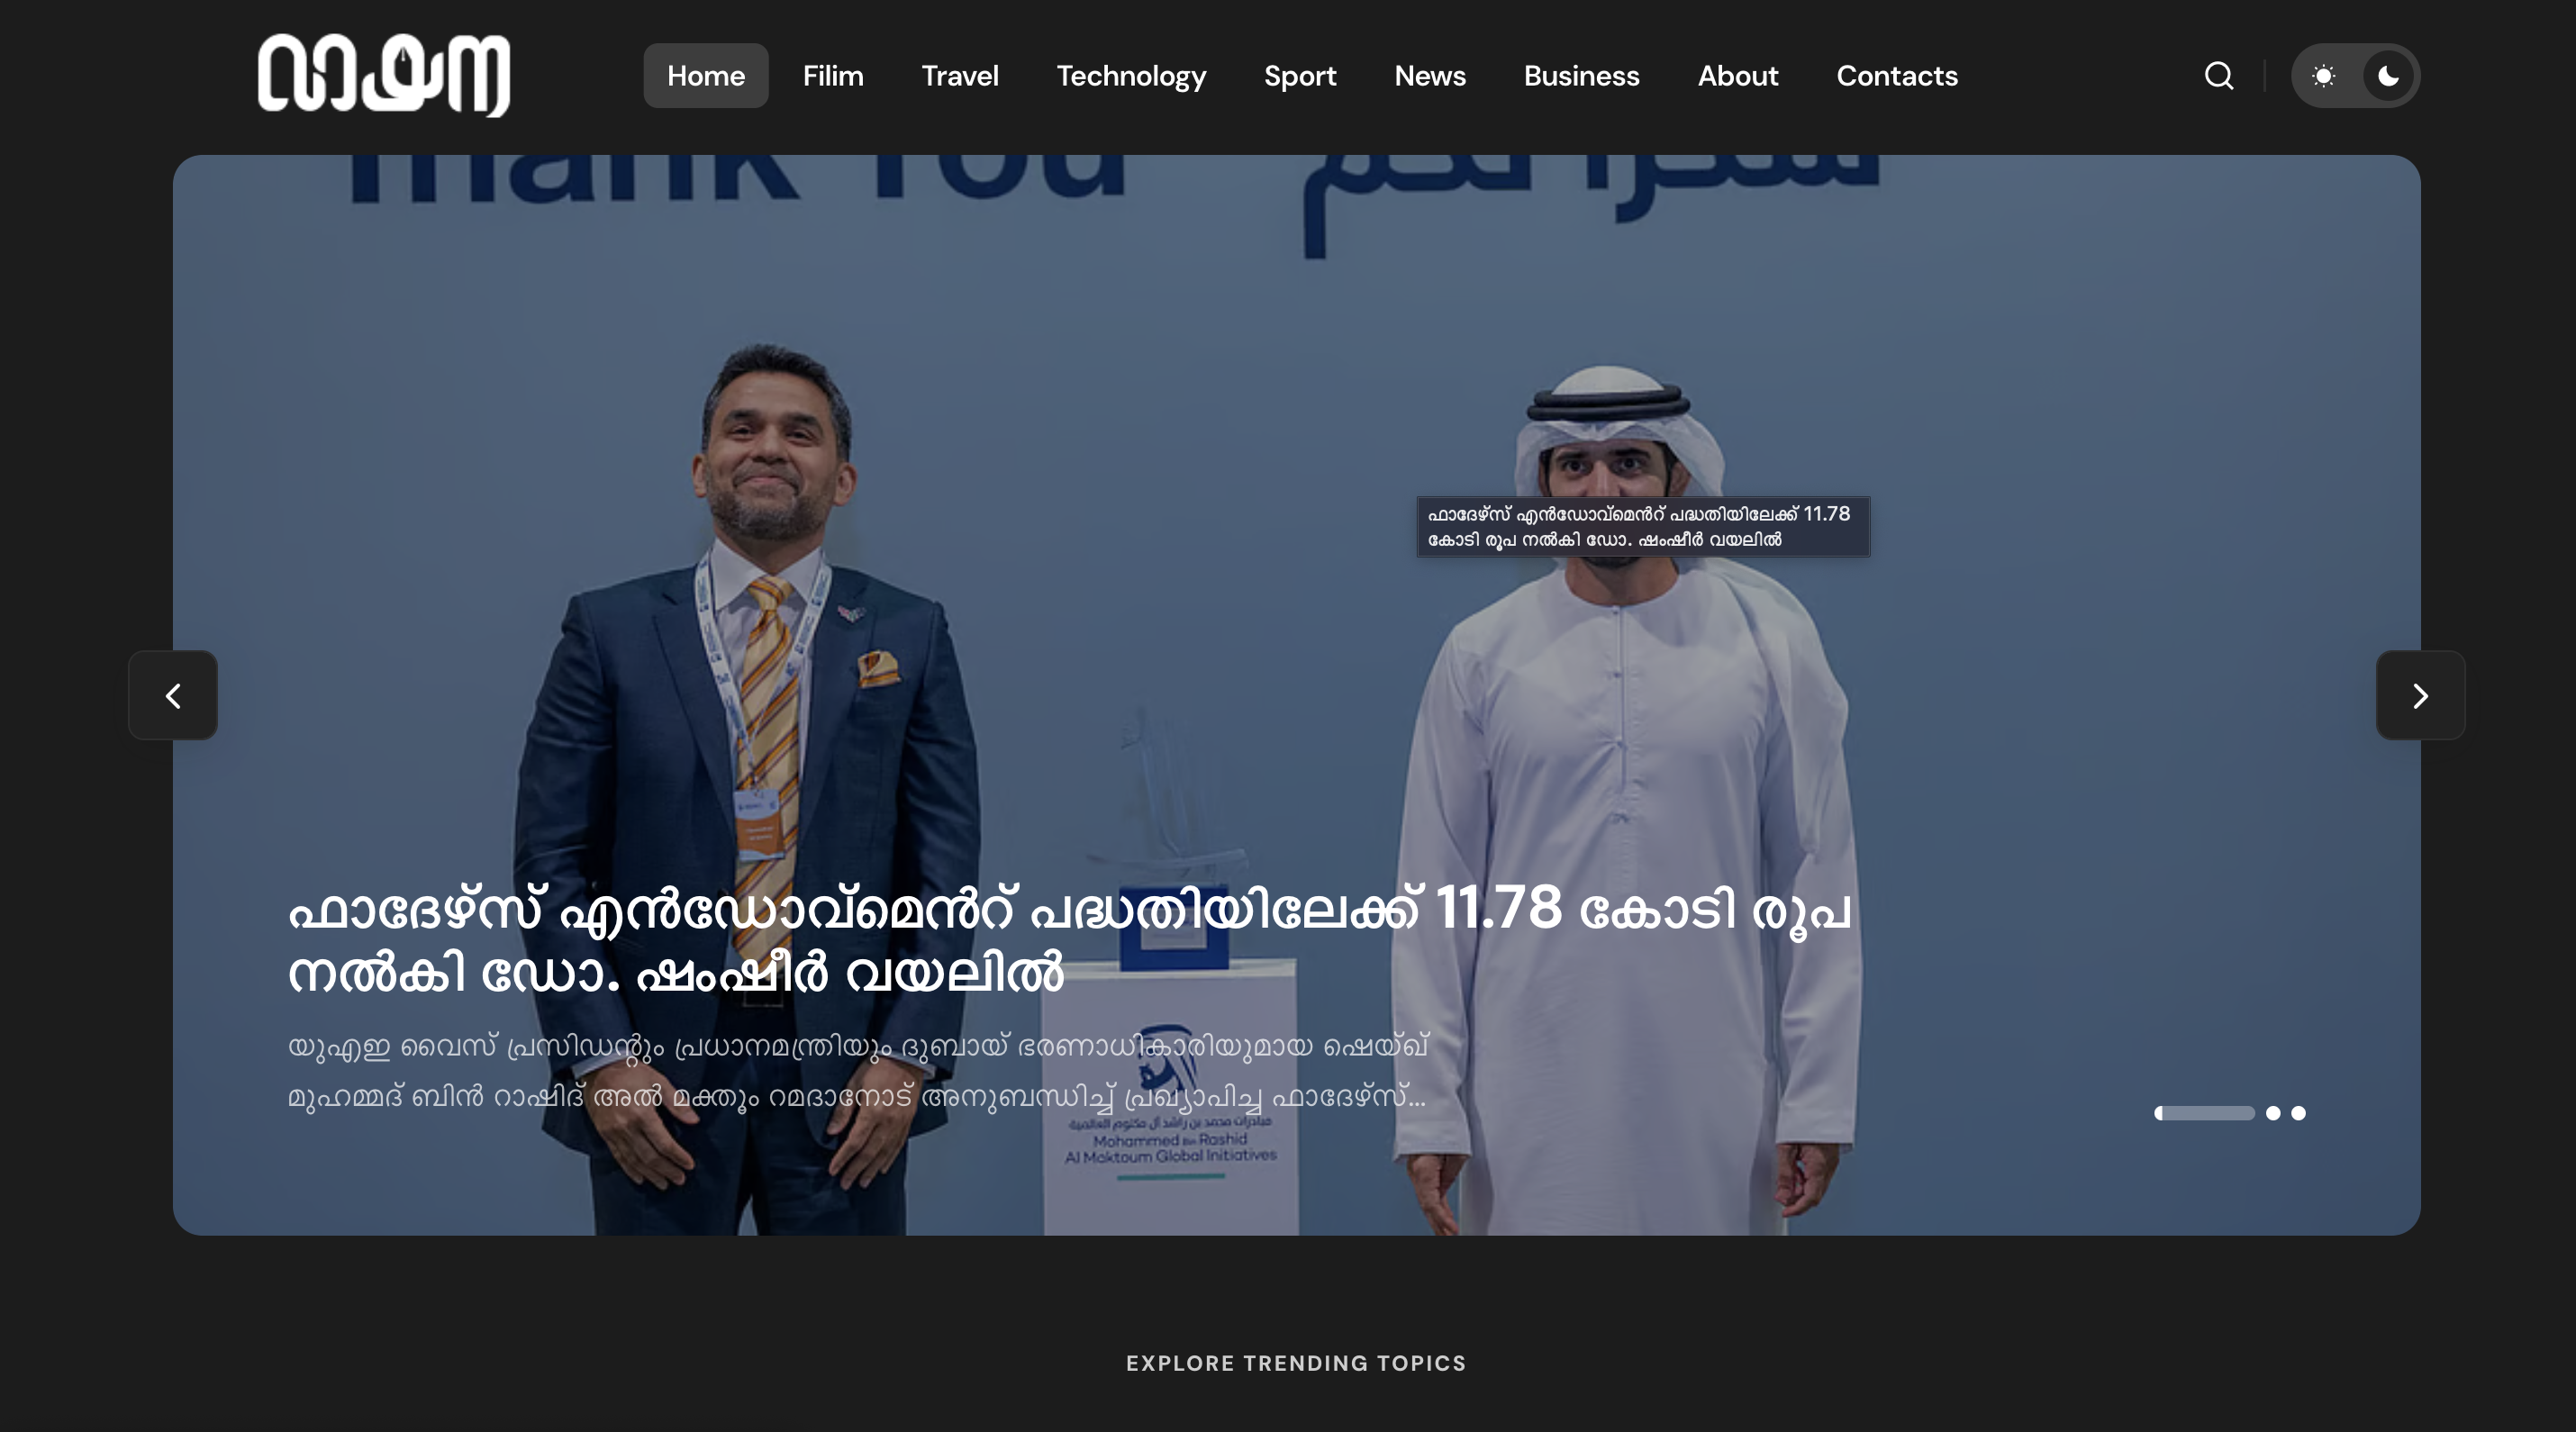 Home Filim Travel Technology Sport News Business About Contacts
Thank You شكراً لكم
ഫാദേഴ്സ് എൻഡോവ്മെൻറ് പദ്ധതിയിലേക്ക് 11.78
കോടി രൂപ നൽകി ഡോ. ഷംഷീർ വയലിൽ
ഫാദേഴ്സ് എൻഡോവ്മെൻറ് പദ്ധതിയിലേക്ക് 11.78 കോടി രൂപ
നൽകി ഡോ. ഷംഷീർ വയലിൽ
യുഎഇ വൈസ് പ്രസിഡന്റും പ്രധാനമന്ത്രിയും ദുബായ് ഭരണാധികാരിയുമായ ഷെയ്ഖ്
മുഹമ്മദ് ബിൻ റാഷിദ് അൽ മക്തൂം റമദാനോട് അനുബന്ധിച്ച് പ്രഖ്യാപിച്ച ഫാദേഴ്സ്...
مبادرات محمد بن راشد آل مكتوم العالمية
Mohammed Bin Rashid
Al Maktoum Global Initiatives
EXPLORE TRENDING TOPICS